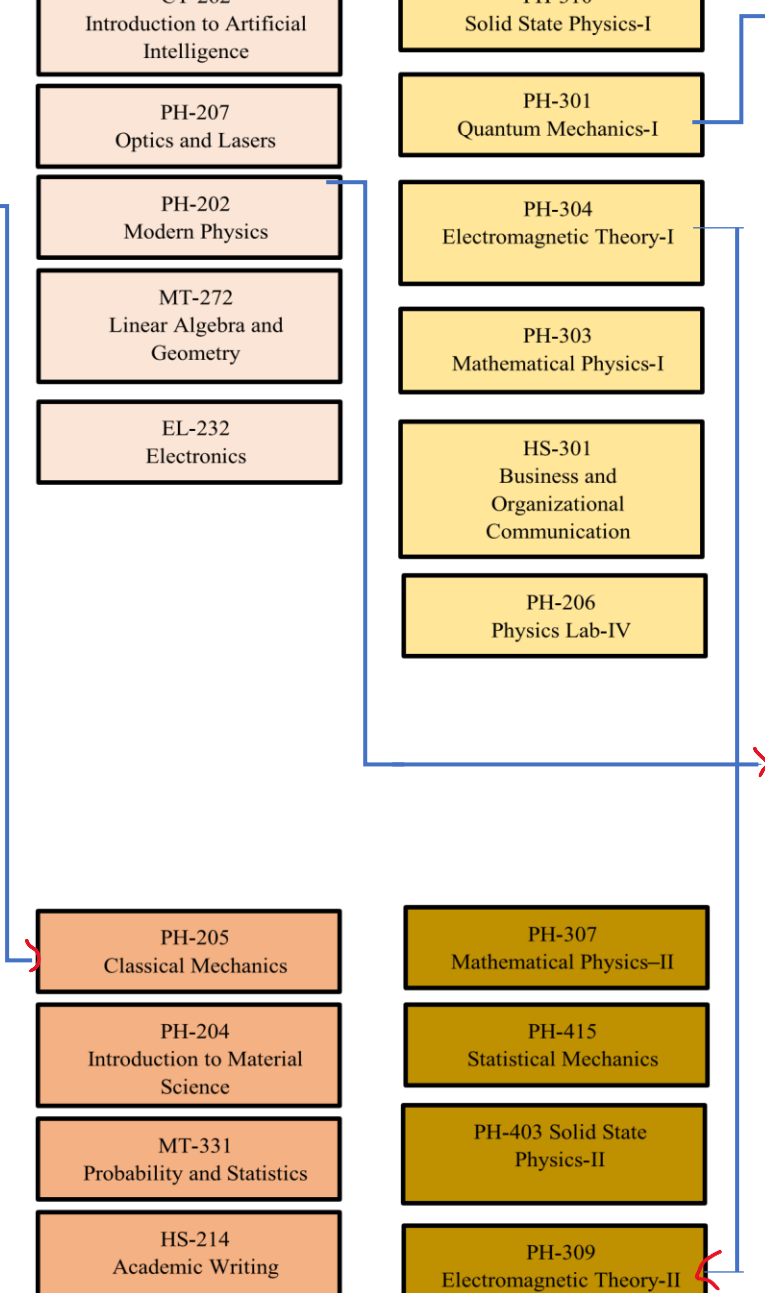 Introduction to Artificial
Intelligence
PH-207
Optics and Lasers
PH-202
Modern Physics
MT-272
Linear Algebra and
Geometry
EL-232
Electronics
Solid State Physics-I
PH-301
Quantum Mechanics-I
PH-304
Electromagnetic Theory-I
PH-303
Mathematical Physics-I
HS-301
Business and
Organizational
Communication
PH-206
Physics Lab-IV
PH-205
Classical Mechanics
PH-204
Introduction to Material
Science
MT-331
Probability and Statistics
HS-214
Academic Writing
PH-307
Mathematical Physics–II
PH-415
Statistical Mechanics
PH-403 Solid State
Physics-II
PH-309
Electromagnetic Theory-II